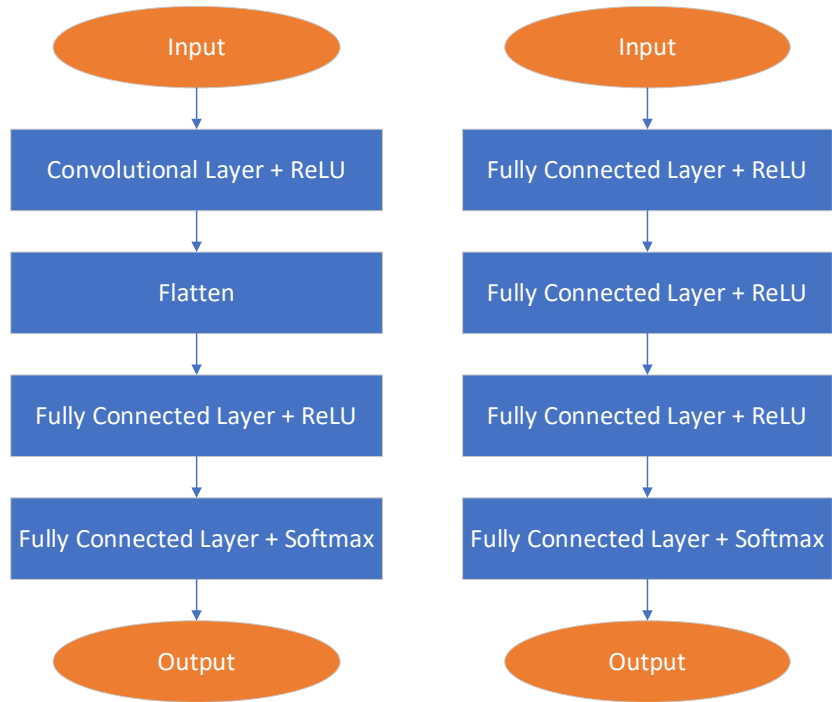 Input
Convolutional Layer + ReLU
Flatten
Fully Connected Layer + ReLU
Fully Connected Layer + Softmax
Output
Input
Fully Connected Layer + ReLU
Fully Connected Layer + ReLU
Fully Connected Layer + ReLU
Fully Connected Layer + Softmax
Output